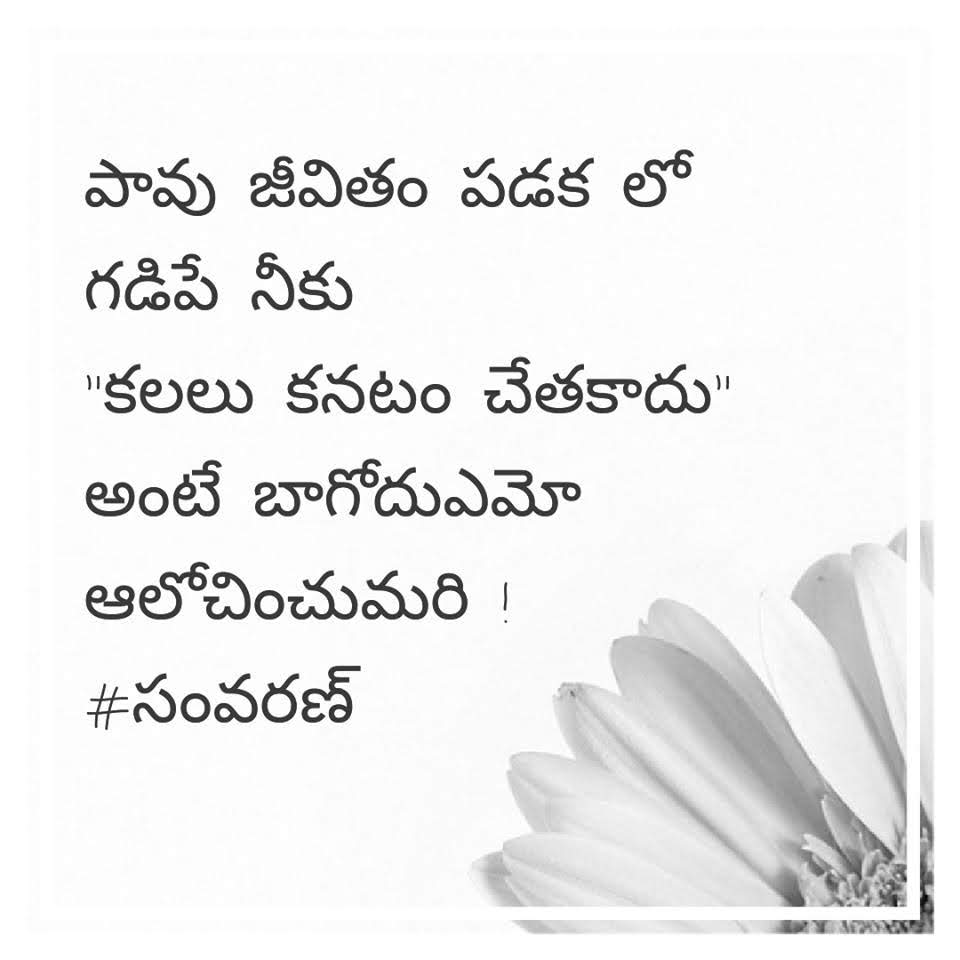 పావు జీవితం పడక లో
గడిపే నీకు
"కలలు కనటం చేతకాదు"
అంటే బాగోదుఎమో
ఆలోచించుమరి !
#సంవరణ్